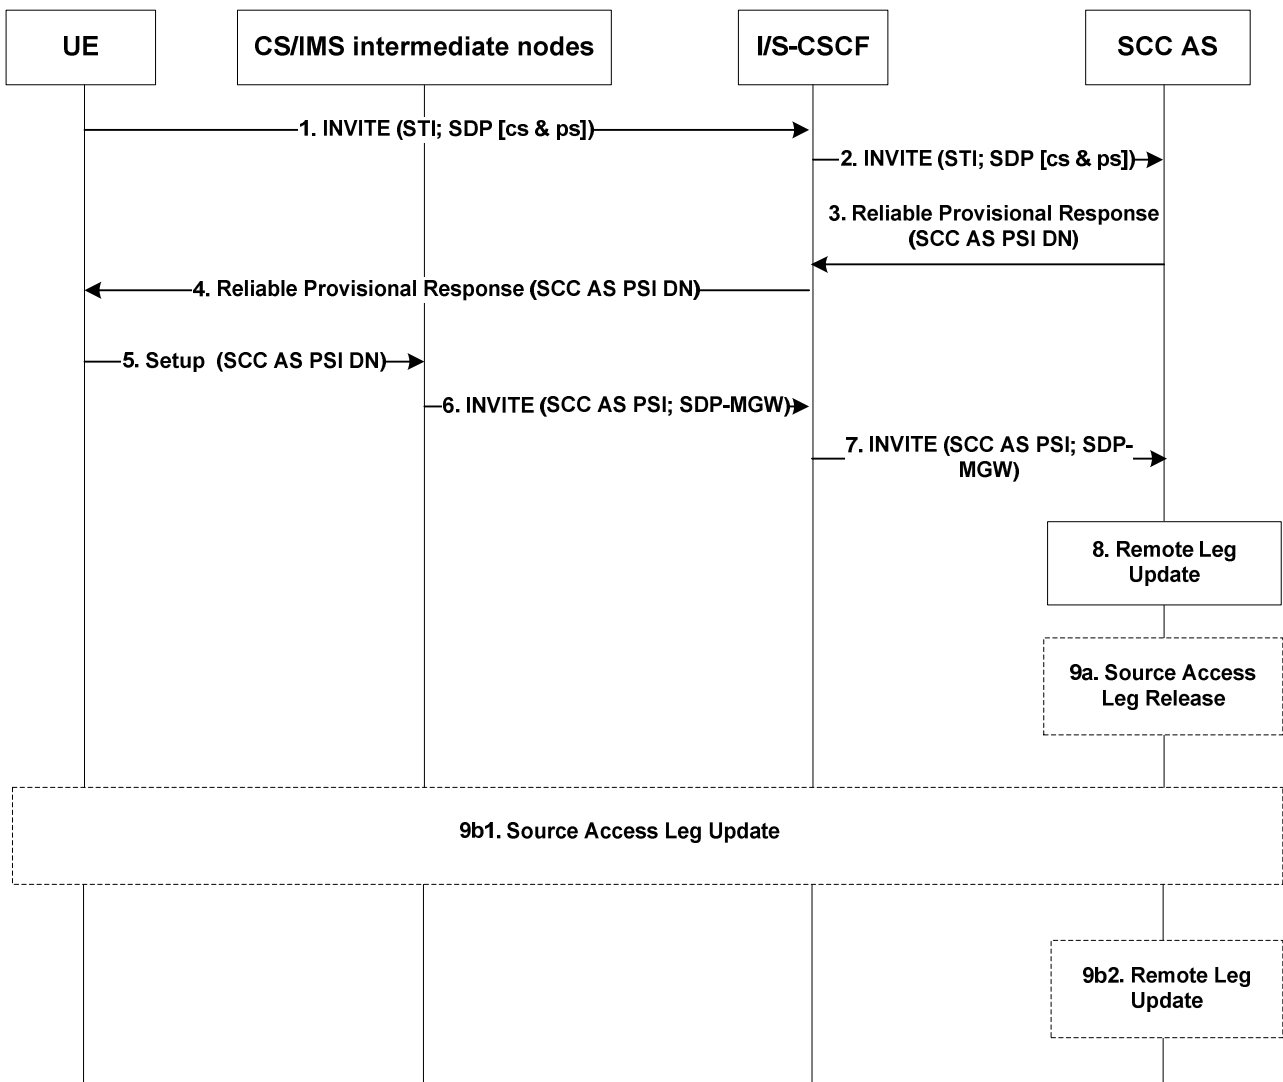 UE
CS/IMS intermediate nodes
I/S-CSCF
SCC AS
1. INVITE (STI; SDP [cs & ps])
2. INVITE (STI; SDP [cs & ps])
3. Reliable Provisional Response
(SCC AS PSI DN)
4. Reliable Provisional Response (SCC AS PSI DN)
5. Setup (SCC AS PSI DN)
6. INVITE (SCC AS PSI; SDP-MGW)
7. INVITE (SCC AS PSI; SDP-
MGW)
8. Remote Leg
Update
9a. Source Access
Leg Release
9b1. Source Access Leg Update
9b2. Remote Leg
Update